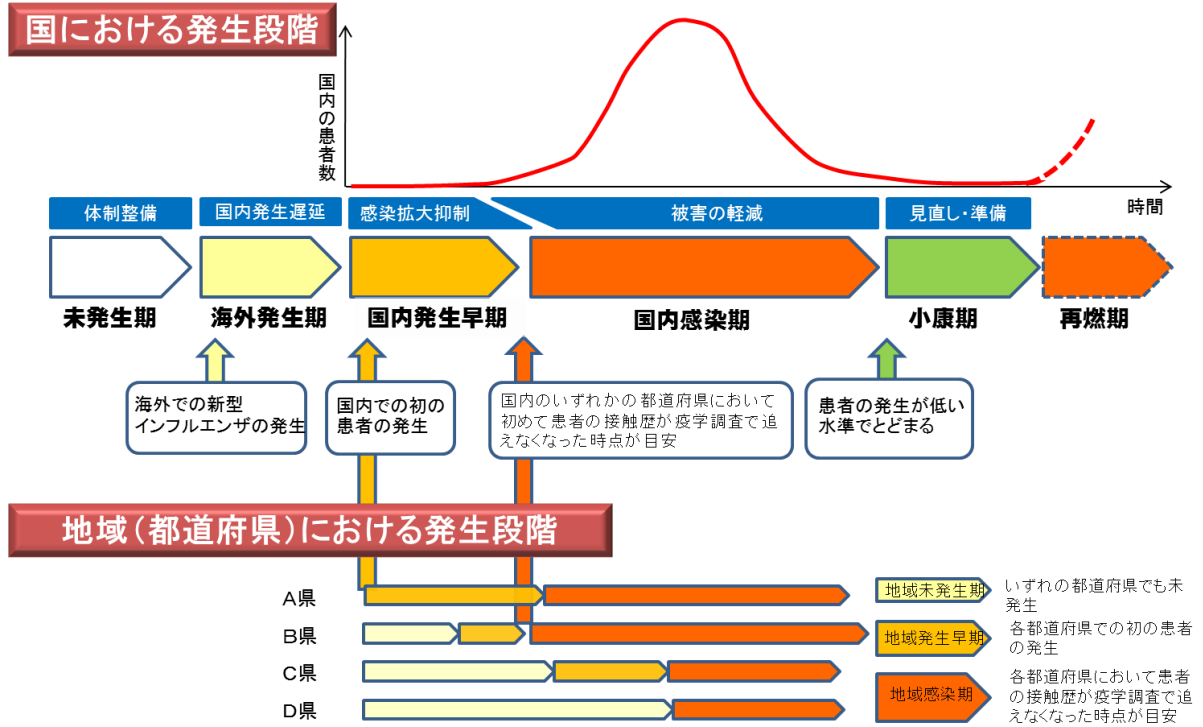 国における発生段階
国内の患者数
時間
体制整備
国内発生遅延
感染拡大抑制
被害の軽減
見直し・準備
未発生期
海外発生期
国内発生早期
国内感染期
小康期
再燃期
海外での新型
インフルエンザの発生
国内での初の
患者の発生
国内のいずれかの都道府県において
初めて患者の接触歴が疫学調査で追
えなくなった時点が目安
患者の発生が低い
水準でとどまる
地域(都道府県)における発生段階
A県
B県
C県
D県
地域未発生期
いずれの都道府県でも未
発生
地域発生早期
各都道府県での初の患者
の発生
地域感染期
各都道府県において患者
の接触歴が疫学調査で追
えなくなった時点が目安